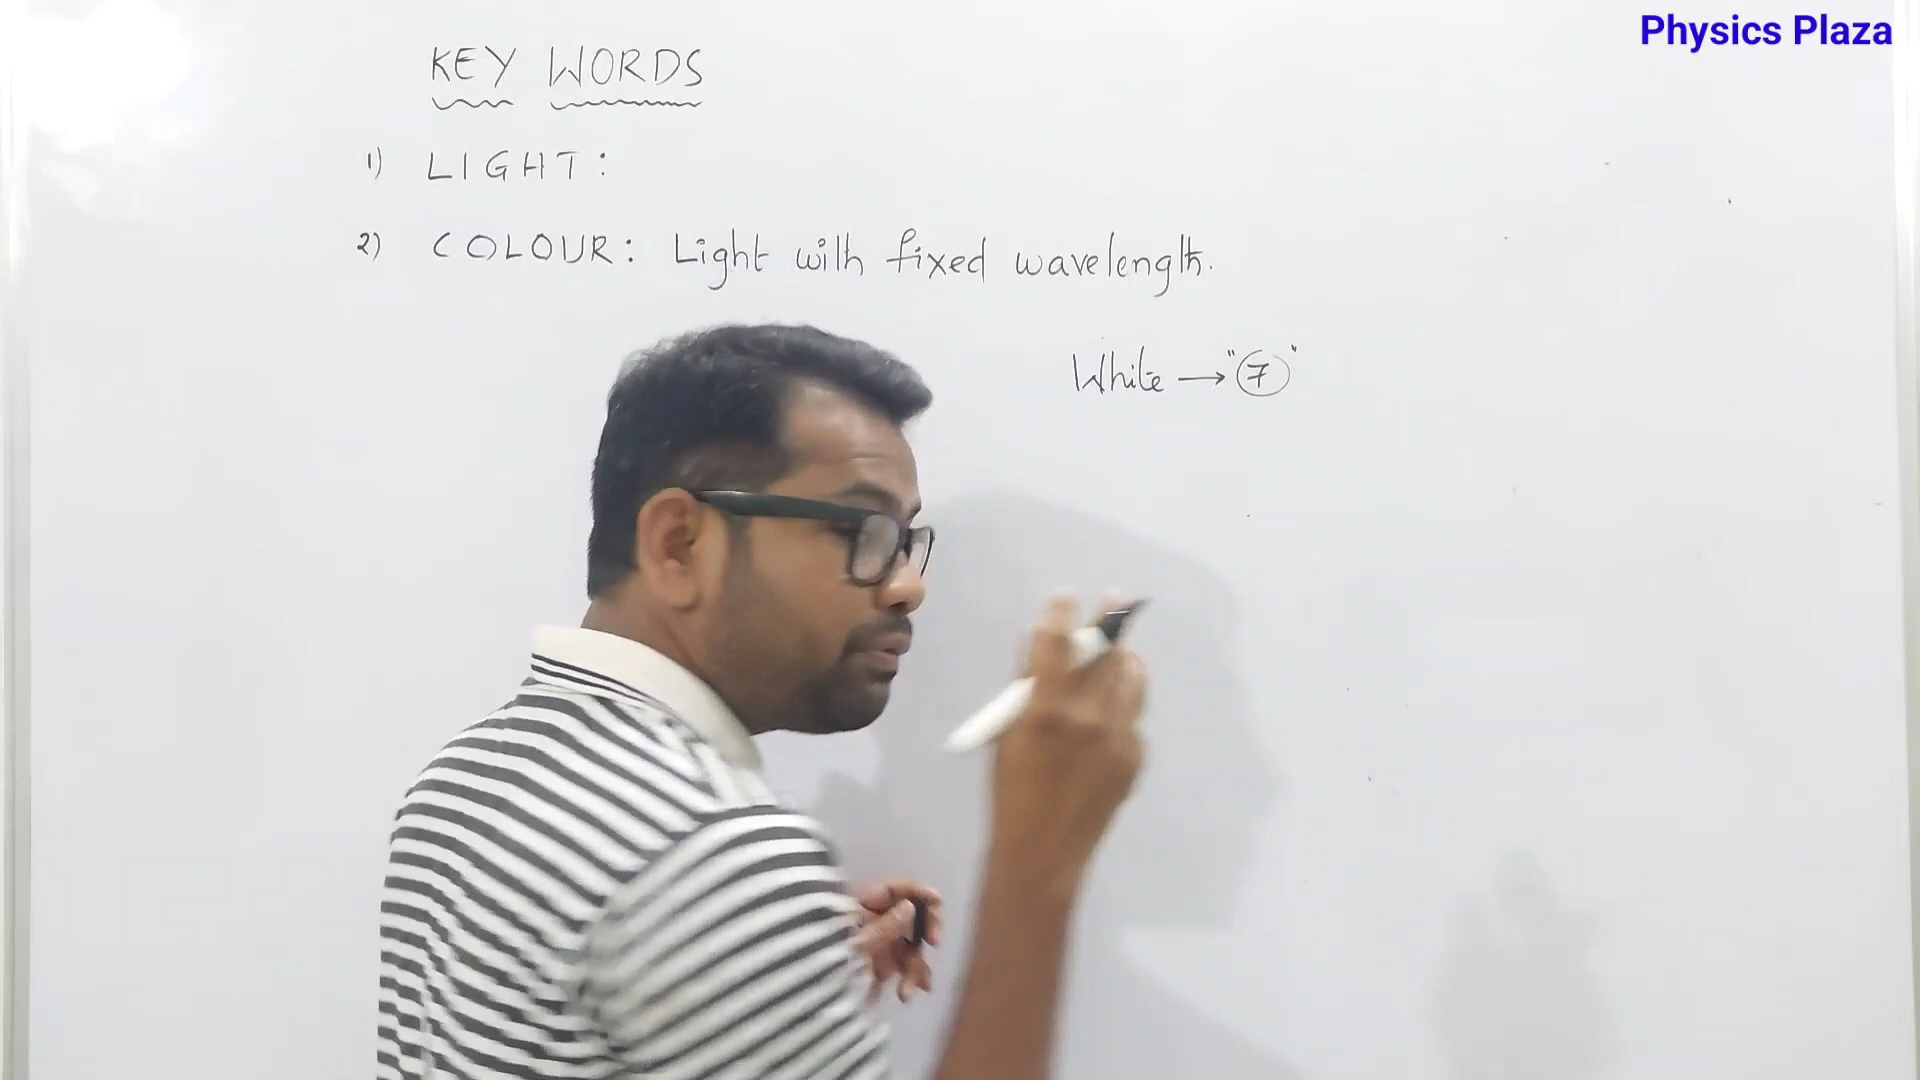 Physics Plaza
KEY WORDS
1) LIGHT:
2) COLOUR: Light with fixed wavelength.
White → "7"